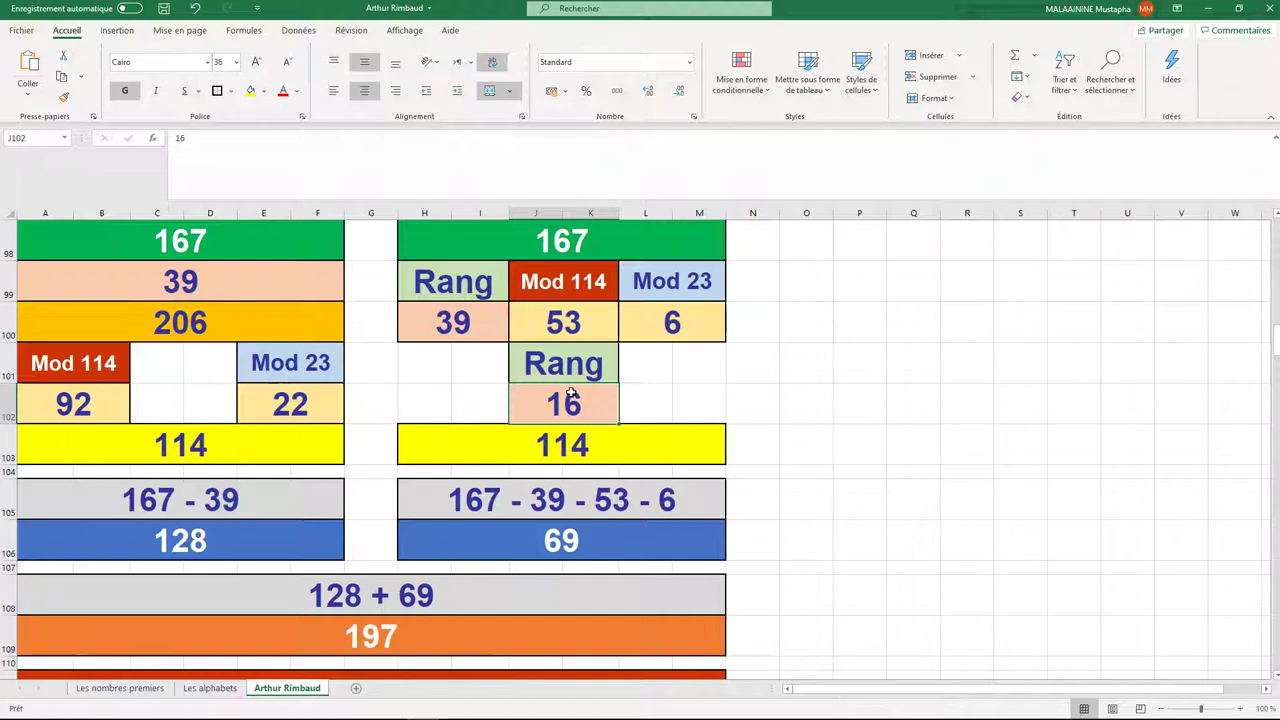 Enregistrement automatique
Arthur Rimbaud
Rechercher
MALAAININE Mustapha MM
Fichier Accueil Insertion Mise en page Formules Données Révision Affichage Aide
Partager Commentaires
Coller
Cairo 36
G I S
Standard
Mise en forme conditionnelle
Mettre sous forme de tableau
Styles de cellules
Insérer
Supprimer
Format
Trier et filtrer
Rechercher et sélectionner
Idées
Presse-papiers Police Alignement Nombre Styles Cellules Édition Idées
J102 fx 16
A B C D E F G H I J K L M N O P Q R S T U V W
98 167 167
99 39 Rang Mod 114 Mod 23
100 206 39 53 6
101 Mod 114 Mod 23 Rang
102 92 22 16
103 114 114
104
105 167 - 39 167 - 39 - 53 - 6
106 128 69
107
108 128 + 69
109 197
110
Les nombres premiers Les alphabets Arthur Rimbaud
Prêt 100 %